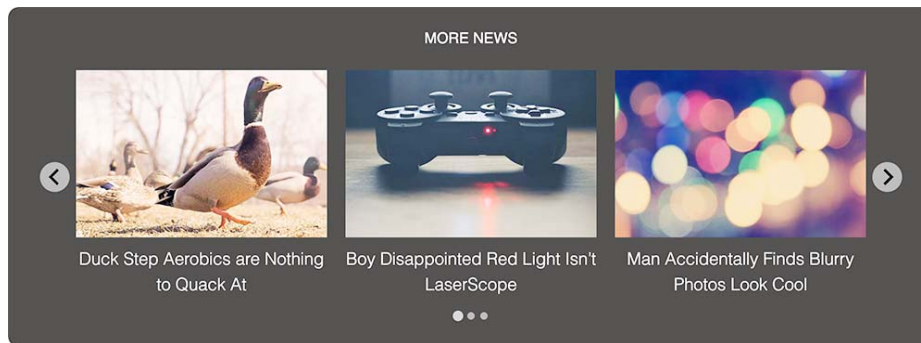 MORE NEWS
Duck Step Aerobics are Nothing
to Quack At
Boy Disappointed Red Light Isn't
LaserScope
Man Accidentally Finds Blurry
Photos Look Cool